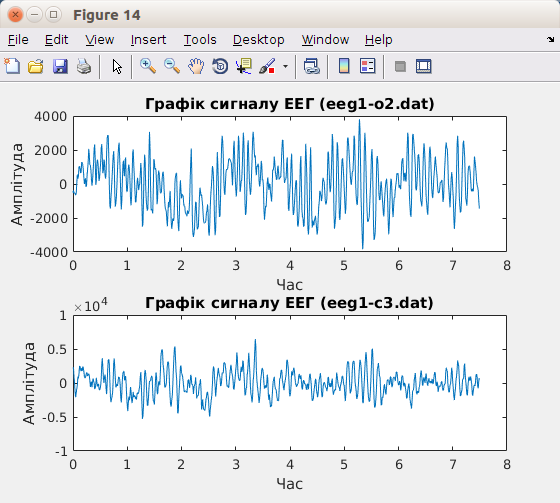 Figure 14
File Edit View Insert Tools Desktop Window Help
Графік сигналу ЕЕГ (eeg1-o2.dat)
4000
2000
0
-2000
-4000
Амплітуда
0 1 2 3 4 5 6 7 8
Час
Графік сигналу ЕЕГ (eeg1-c3.dat)
×10⁴
1
0.5
0
-0.5
-1
Амплітуда
0 1 2 3 4 5 6 7 8
Час